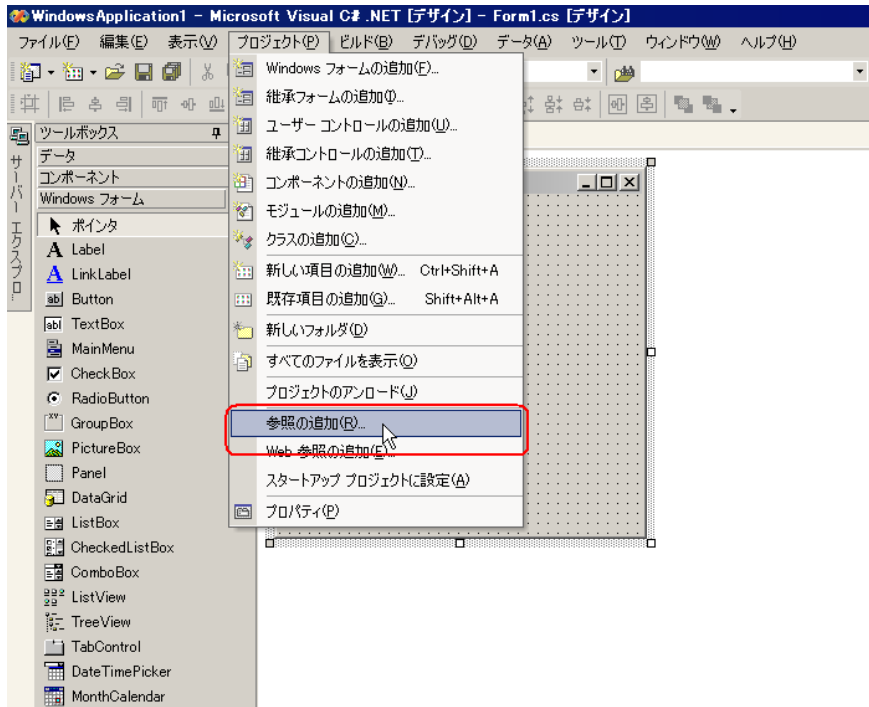 WindowsApplication1 - Microsoft Visual C# .NET [デザイン] - Form1.cs [デザイン]
ファイル(F) 編集(E) 表示(V) プロジェクト(P) ビルド(B) デバッグ(D) データ(A) ツール(T) ウィンドウ(W) ヘルプ(H)
Windows フォームの追加(F)...
継承フォームの追加(I)...
ユーザー コントロールの追加(U)...
継承コントロールの追加(T)...
コンポーネントの追加(N)...
モジュールの追加(M)...
クラスの追加(C)...
新しい項目の追加(W)... Ctrl+Shift+A
既存項目の追加(G)... Shift+Alt+A
新しいフォルダ(D)
すべてのファイルを表示(O)
プロジェクトのアンロード(J)
参照の追加(R)...
Web 参照の追加(E)...
スタートアップ プロジェクトに設定(A)
プロパティ(P)
サーバー エクスプロ...
ツールボックス
データ
コンポーネント
Windows フォーム
ポインタ
A Label
A LinkLabel
ab Button
abl TextBox
MainMenu
CheckBox
RadioButton
XY GroupBox
PictureBox
Panel
DataGrid
ListBox
CheckedListBox
ComboBox
ListView
TreeView
TabControl
DateTimePicker
MonthCalendar